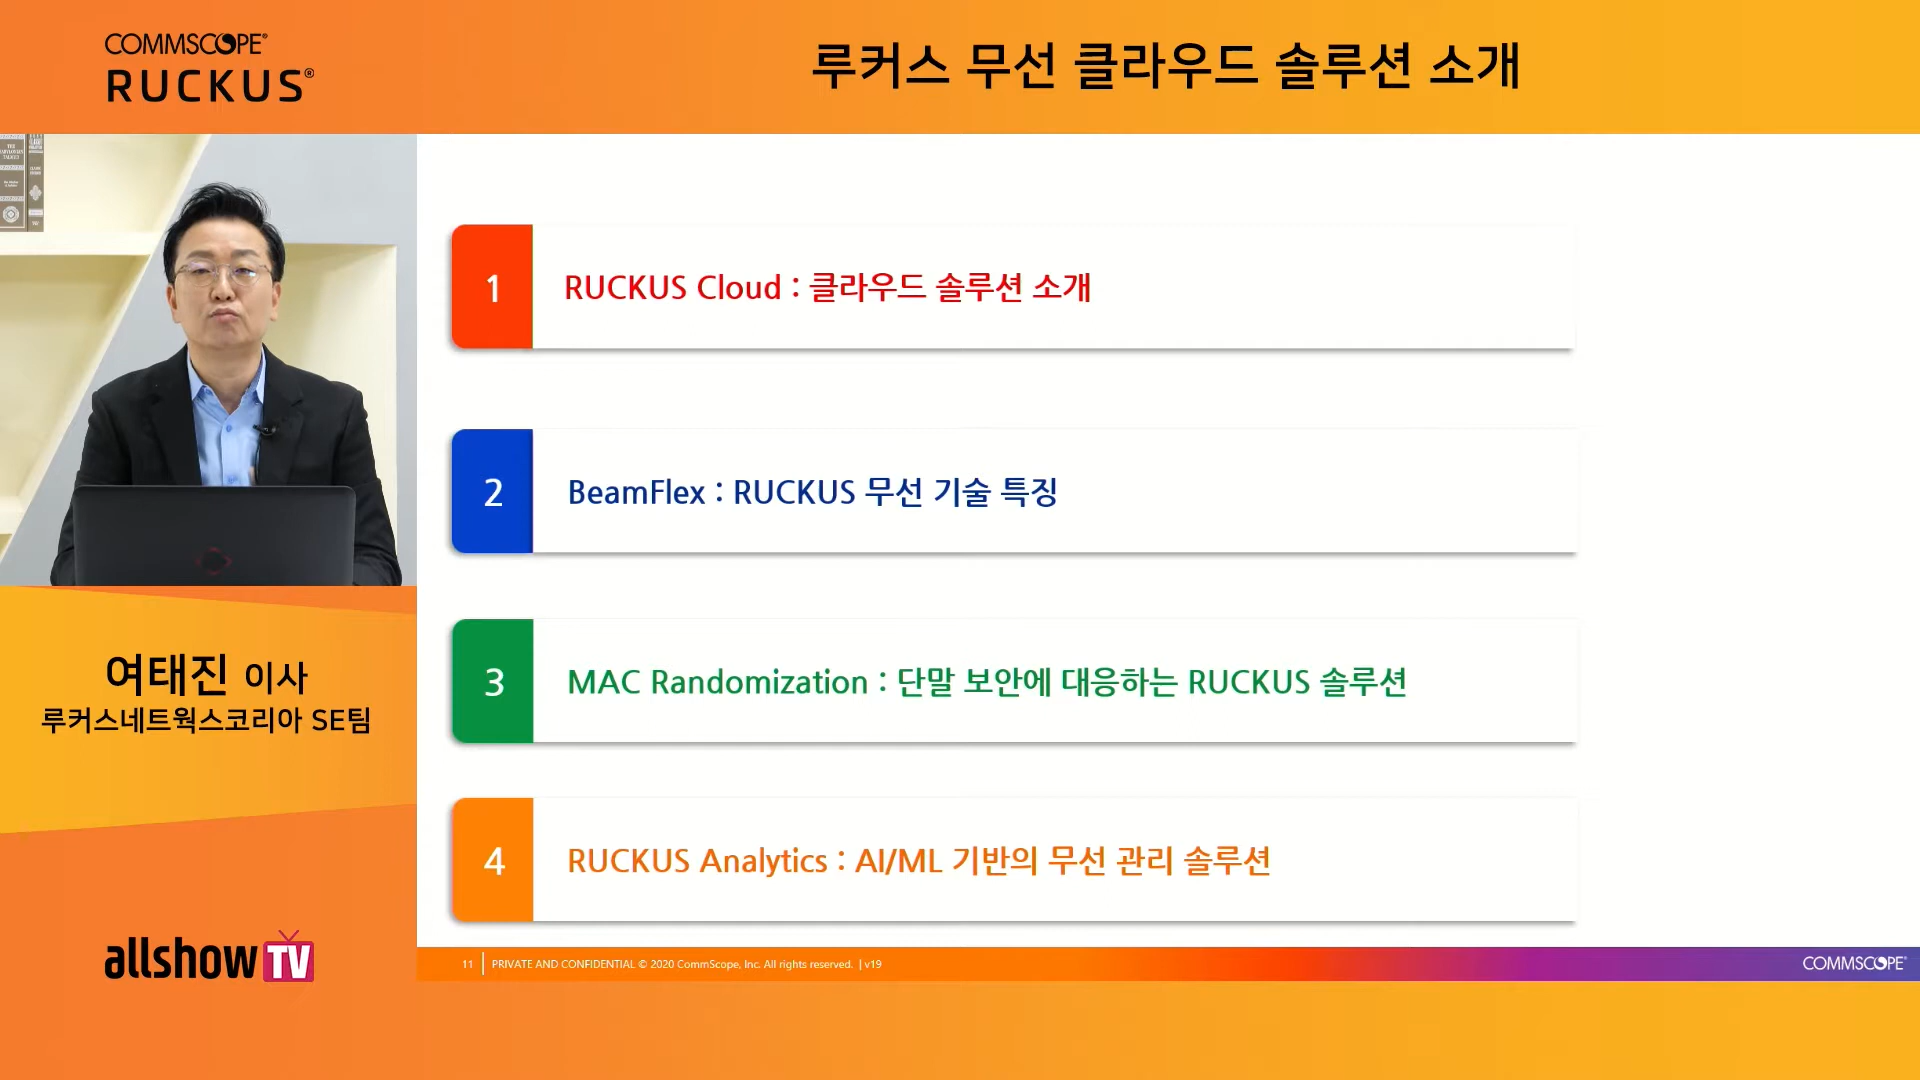 COMMSCOPE®
RUCKUS®
루커스 무선 클라우드 솔루션 소개
1
RUCKUS Cloud : 클라우드 솔루션 소개
2
BeamFlex : RUCKUS 무선 기술 특징
3
MAC Randomization : 단말 보안에 대응하는 RUCKUS 솔루션
4
RUCKUS Analytics : AI/ML 기반의 무선 관리 솔루션
여태진 이사
루커스네트웍스코리아 SE팀
allshow TV
11 | PRIVATE AND CONFIDENTIAL © 2020 CommScope, Inc. All rights reserved. | v19
COMMSCOPE®